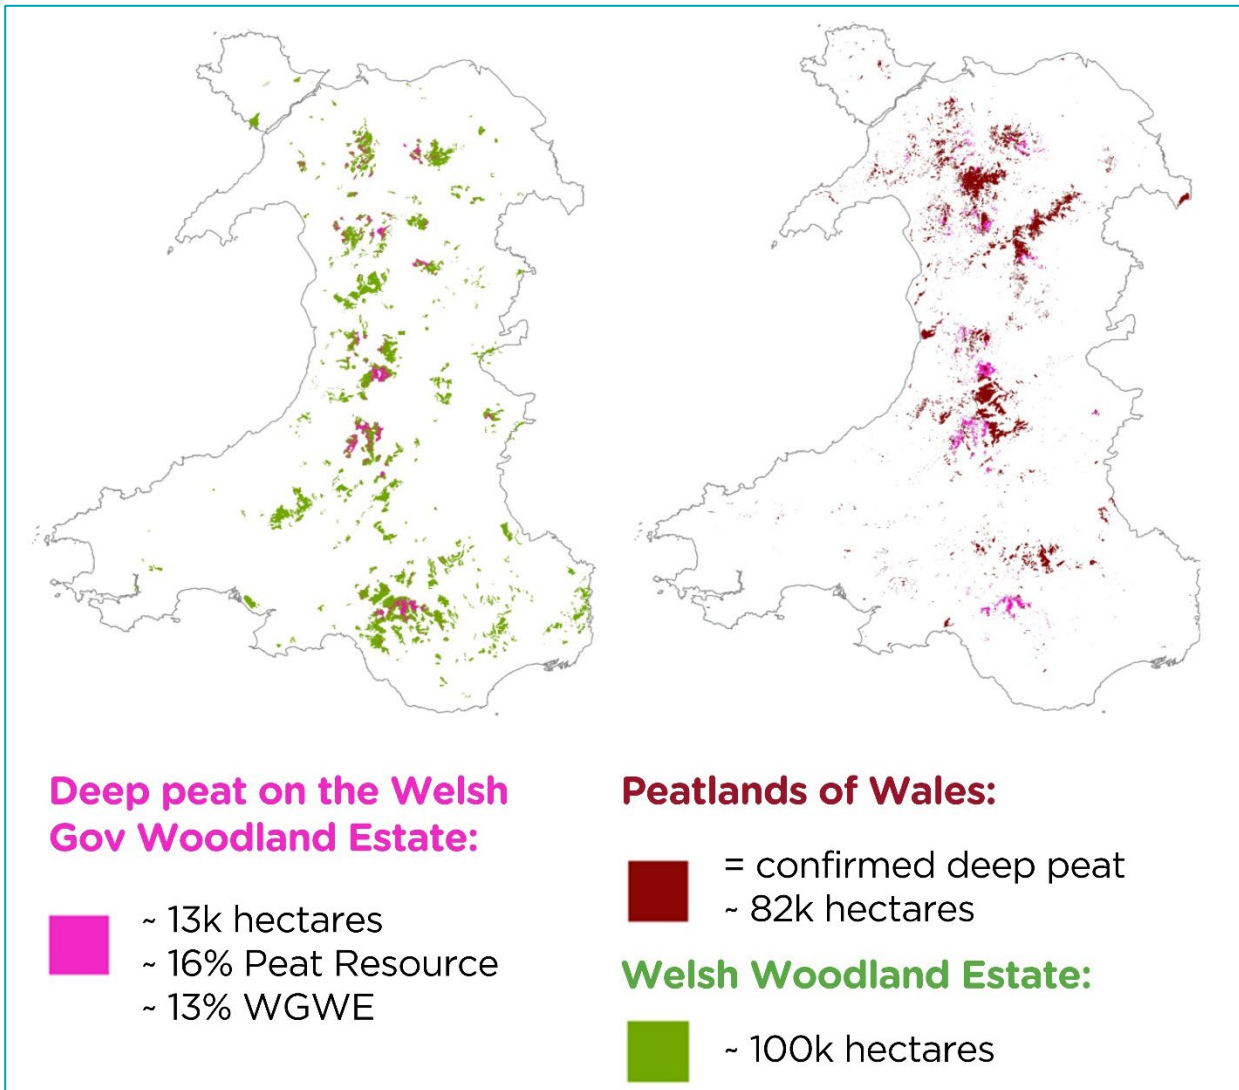 Deep peat on the Welsh
Gov Woodland Estate:
~ 13k hectares
~ 16% Peat Resource
~ 13% WGWE
Peatlands of Wales:
= confirmed deep peat
~ 82k hectares
Welsh Woodland Estate:
~ 100k hectares